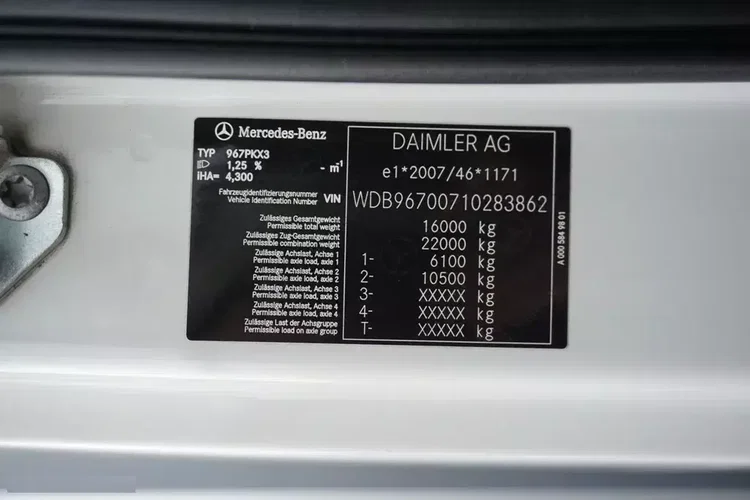 Mercedes-Benz
TYP 967PKX3
1,25 % - m⁻¹
iHA= 4,300
Fahrzeugidentifizierungsnummer
Vehicle Identification Number VIN
DAIMLER AG
e1*2007/46*1171
WDB96700710283862
Zulässiges Gesamtgewicht
Permissible total weight 16000 kg
Zulässiges Zug-Gesamtgewicht
Permissible combination weight 22000 kg
Zulässige Achslast, Achse 1
Permissible axle load, axle 1 1- 6100 kg
Zulässige Achslast, Achse 2
Permissible axle load, axle 2 2- 10500 kg
Zulässige Achslast, Achse 3
Permissible axle load, axle 3 3- XXXXX kg
Zulässige Achslast, Achse 4
Permissible axle load, axle 4 4- XXXXX kg
Zulässige Last der Achsgruppe
Permissible load on axle group T- XXXXX kg
A 000 584 98 01